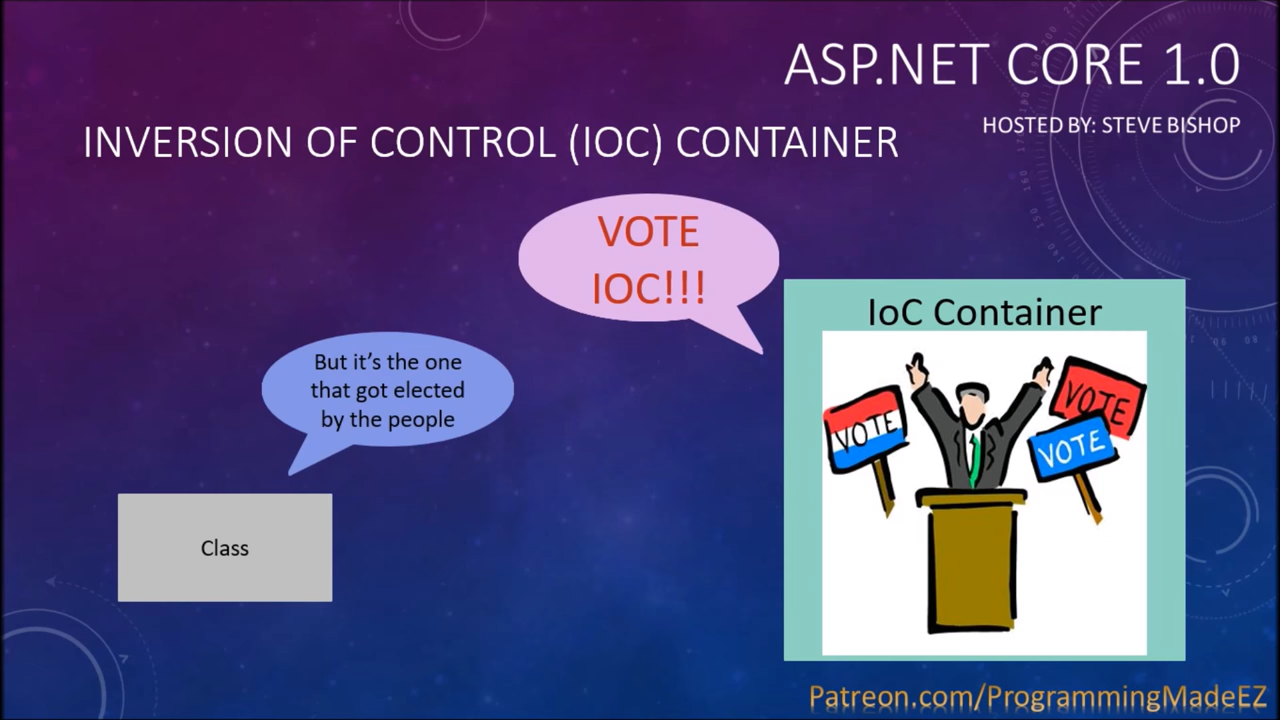 ASP.NET CORE 1.0
HOSTED BY: STEVE BISHOP
INVERSION OF CONTROL (IOC) CONTAINER
VOTE
IOC!!!
IoC Container
But it's the one
that got elected
by the people
VOTE
VOTE
VOTE
Class
Patreon.com/ProgrammingMadeEZ